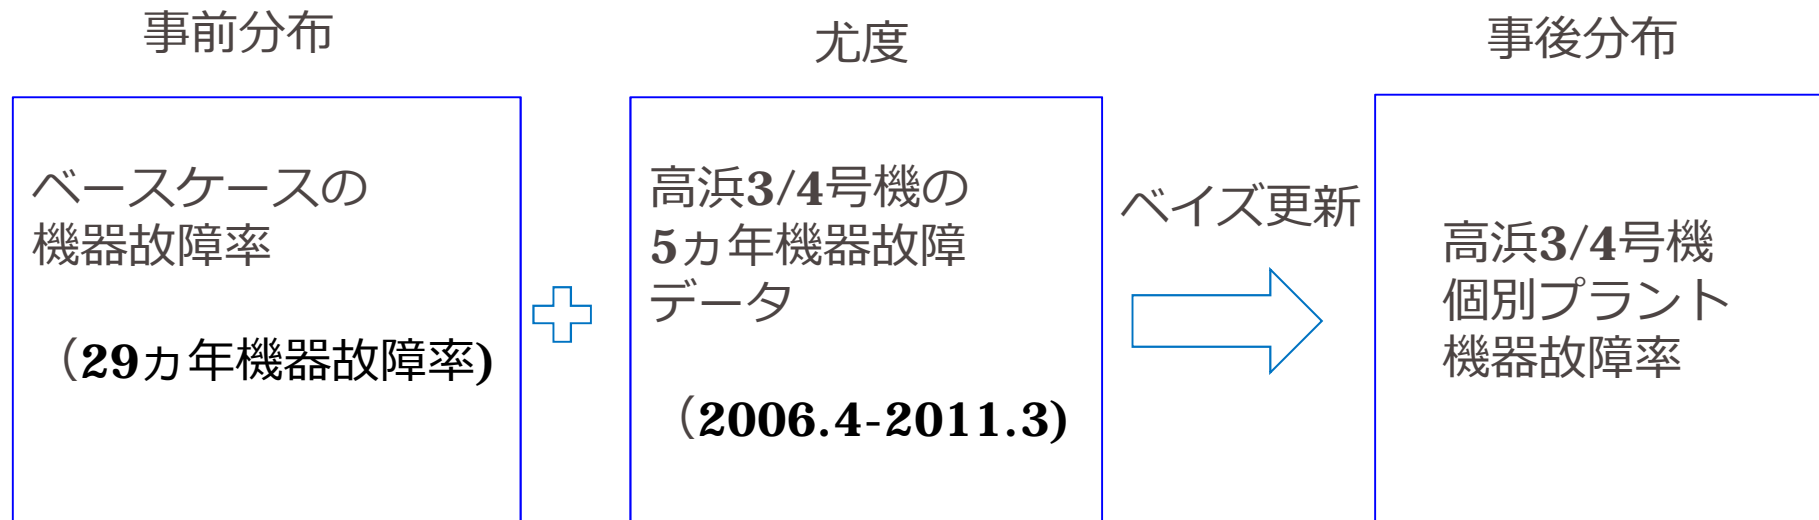 事前分布
尤度
事後分布
ベースケースの
機器故障率
（29ヵ年機器故障率)
高浜3/4号機の
5ヵ年機器故障
データ
（2006.4-2011.3)
ベイズ更新
高浜3/4号機
個別プラント
機器故障率